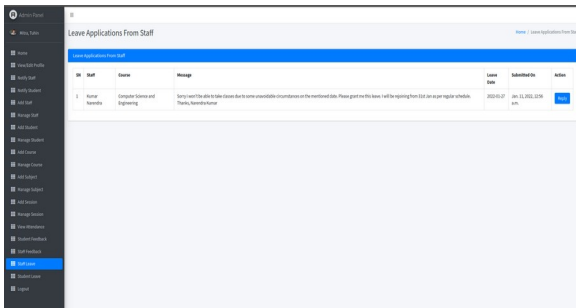 Admin Panel
Leave Applications From Staff
Home / Leave Applications From Sta
Home
View/Edit Profile
Notify Staff
Notify Student
Add Staff
Manage Staff
Add Student
Manage Student
Add Course
Manage Course
Add Subject
Manage Subject
Add Session
Manage Session
View Attendance
Student Feedback
Staff Feedback
Staff Leave
Student Leave
Logout
Leave Applications From Staff
SN Staff Course Message Leave Date Submitted On Action
1 Kumar Narendra Computer Science and Engineering Sorry I won't be able to take classes due to some unavoidable circumstances on the mentioned date. Please grant me this leave. I will be rejoining from 31st Jan as per regular schedule.
Thanks, Narendra Kumar
2022-01-27 Jan. 11, 2022, 12:56 a.m. Reply